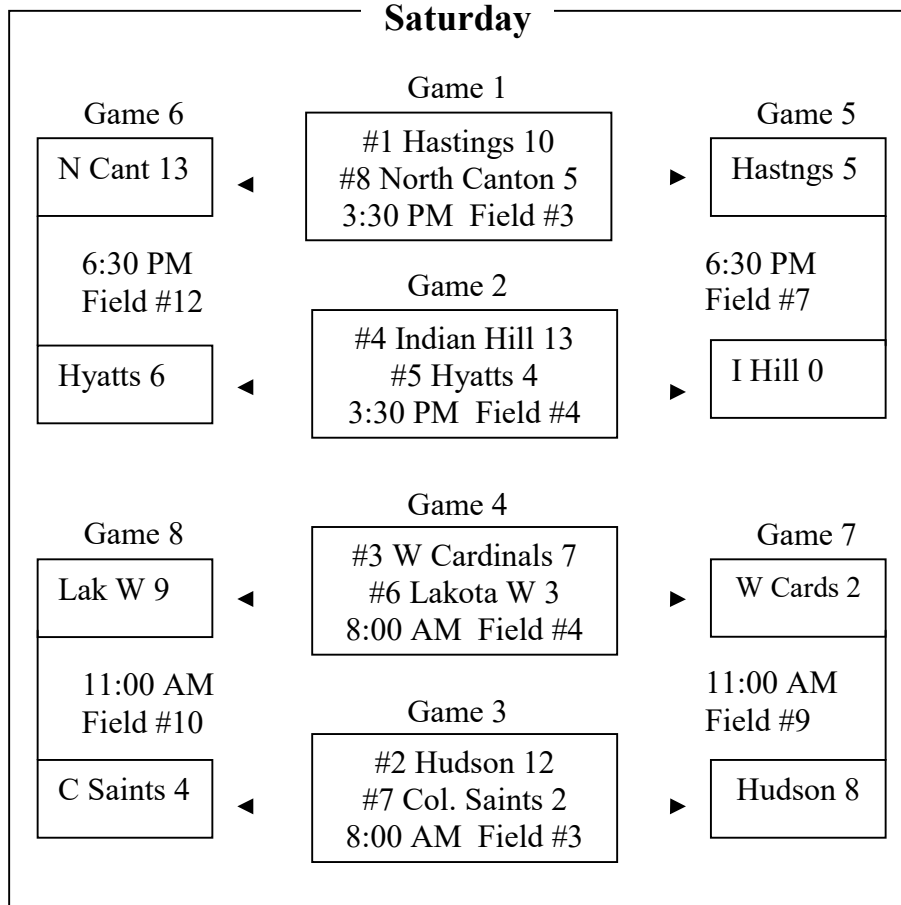 Saturday
Game 1
#1 Hastings 10
#8 North Canton 5
3:30 PM  Field #3
Game 6
N Cant 13
6:30 PM
Field #12
Hyatts 6
Game 5
Hastngs 5
6:30 PM
Field #7
I Hill 0
Game 2
#4 Indian Hill 13
#5 Hyatts 4
3:30 PM  Field #4
Game 4
#3 W Cardinals 7
#6 Lakota W 3
8:00 AM  Field #4
Game 8
Lak W 9
11:00 AM
Field #10
C Saints 4
Game 7
W Cards 2
11:00 AM
Field #9
Hudson 8
Game 3
#2 Hudson 12
#7 Col. Saints 2
8:00 AM  Field #3